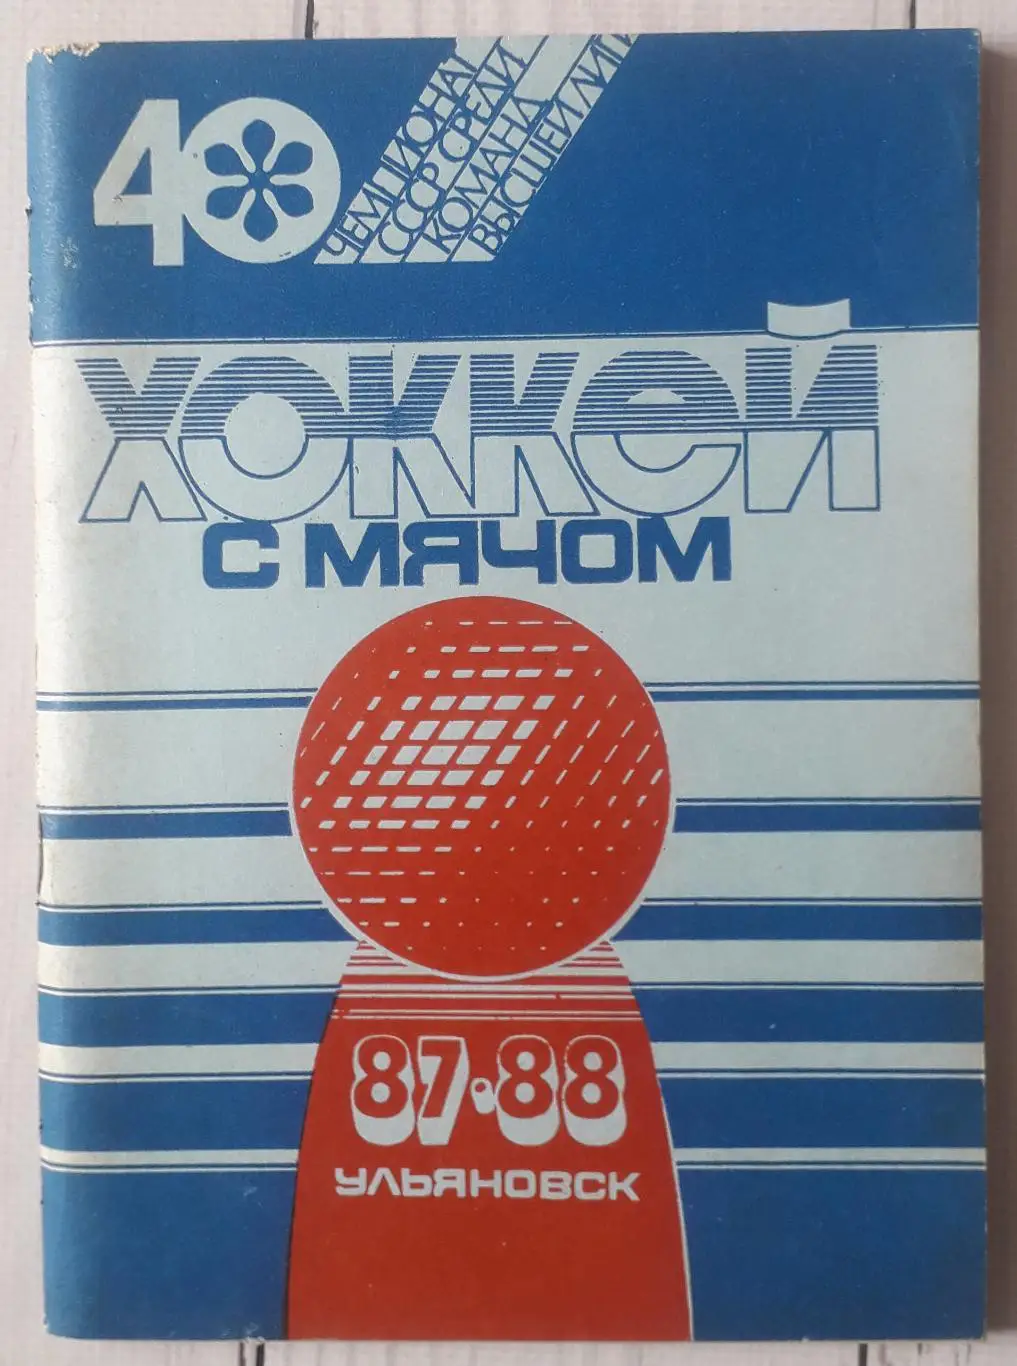 40
ЧЕМПИОНАТ
СССР СРЕДИ
КОМАНД
ВЫСШЕЙ ЛИГИ
ХОККЕЙ
С МЯЧОМ
87·88
УЛЬЯНОВСК